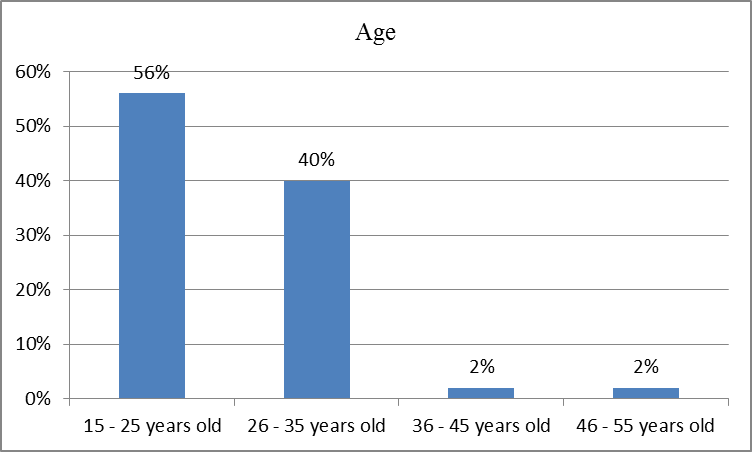 Age
60%
50%
40%
30%
20%
10%
0%
56%
40%
2%
2%
15 - 25 years old
26 - 35 years old
36 - 45 years old
46 - 55 years old